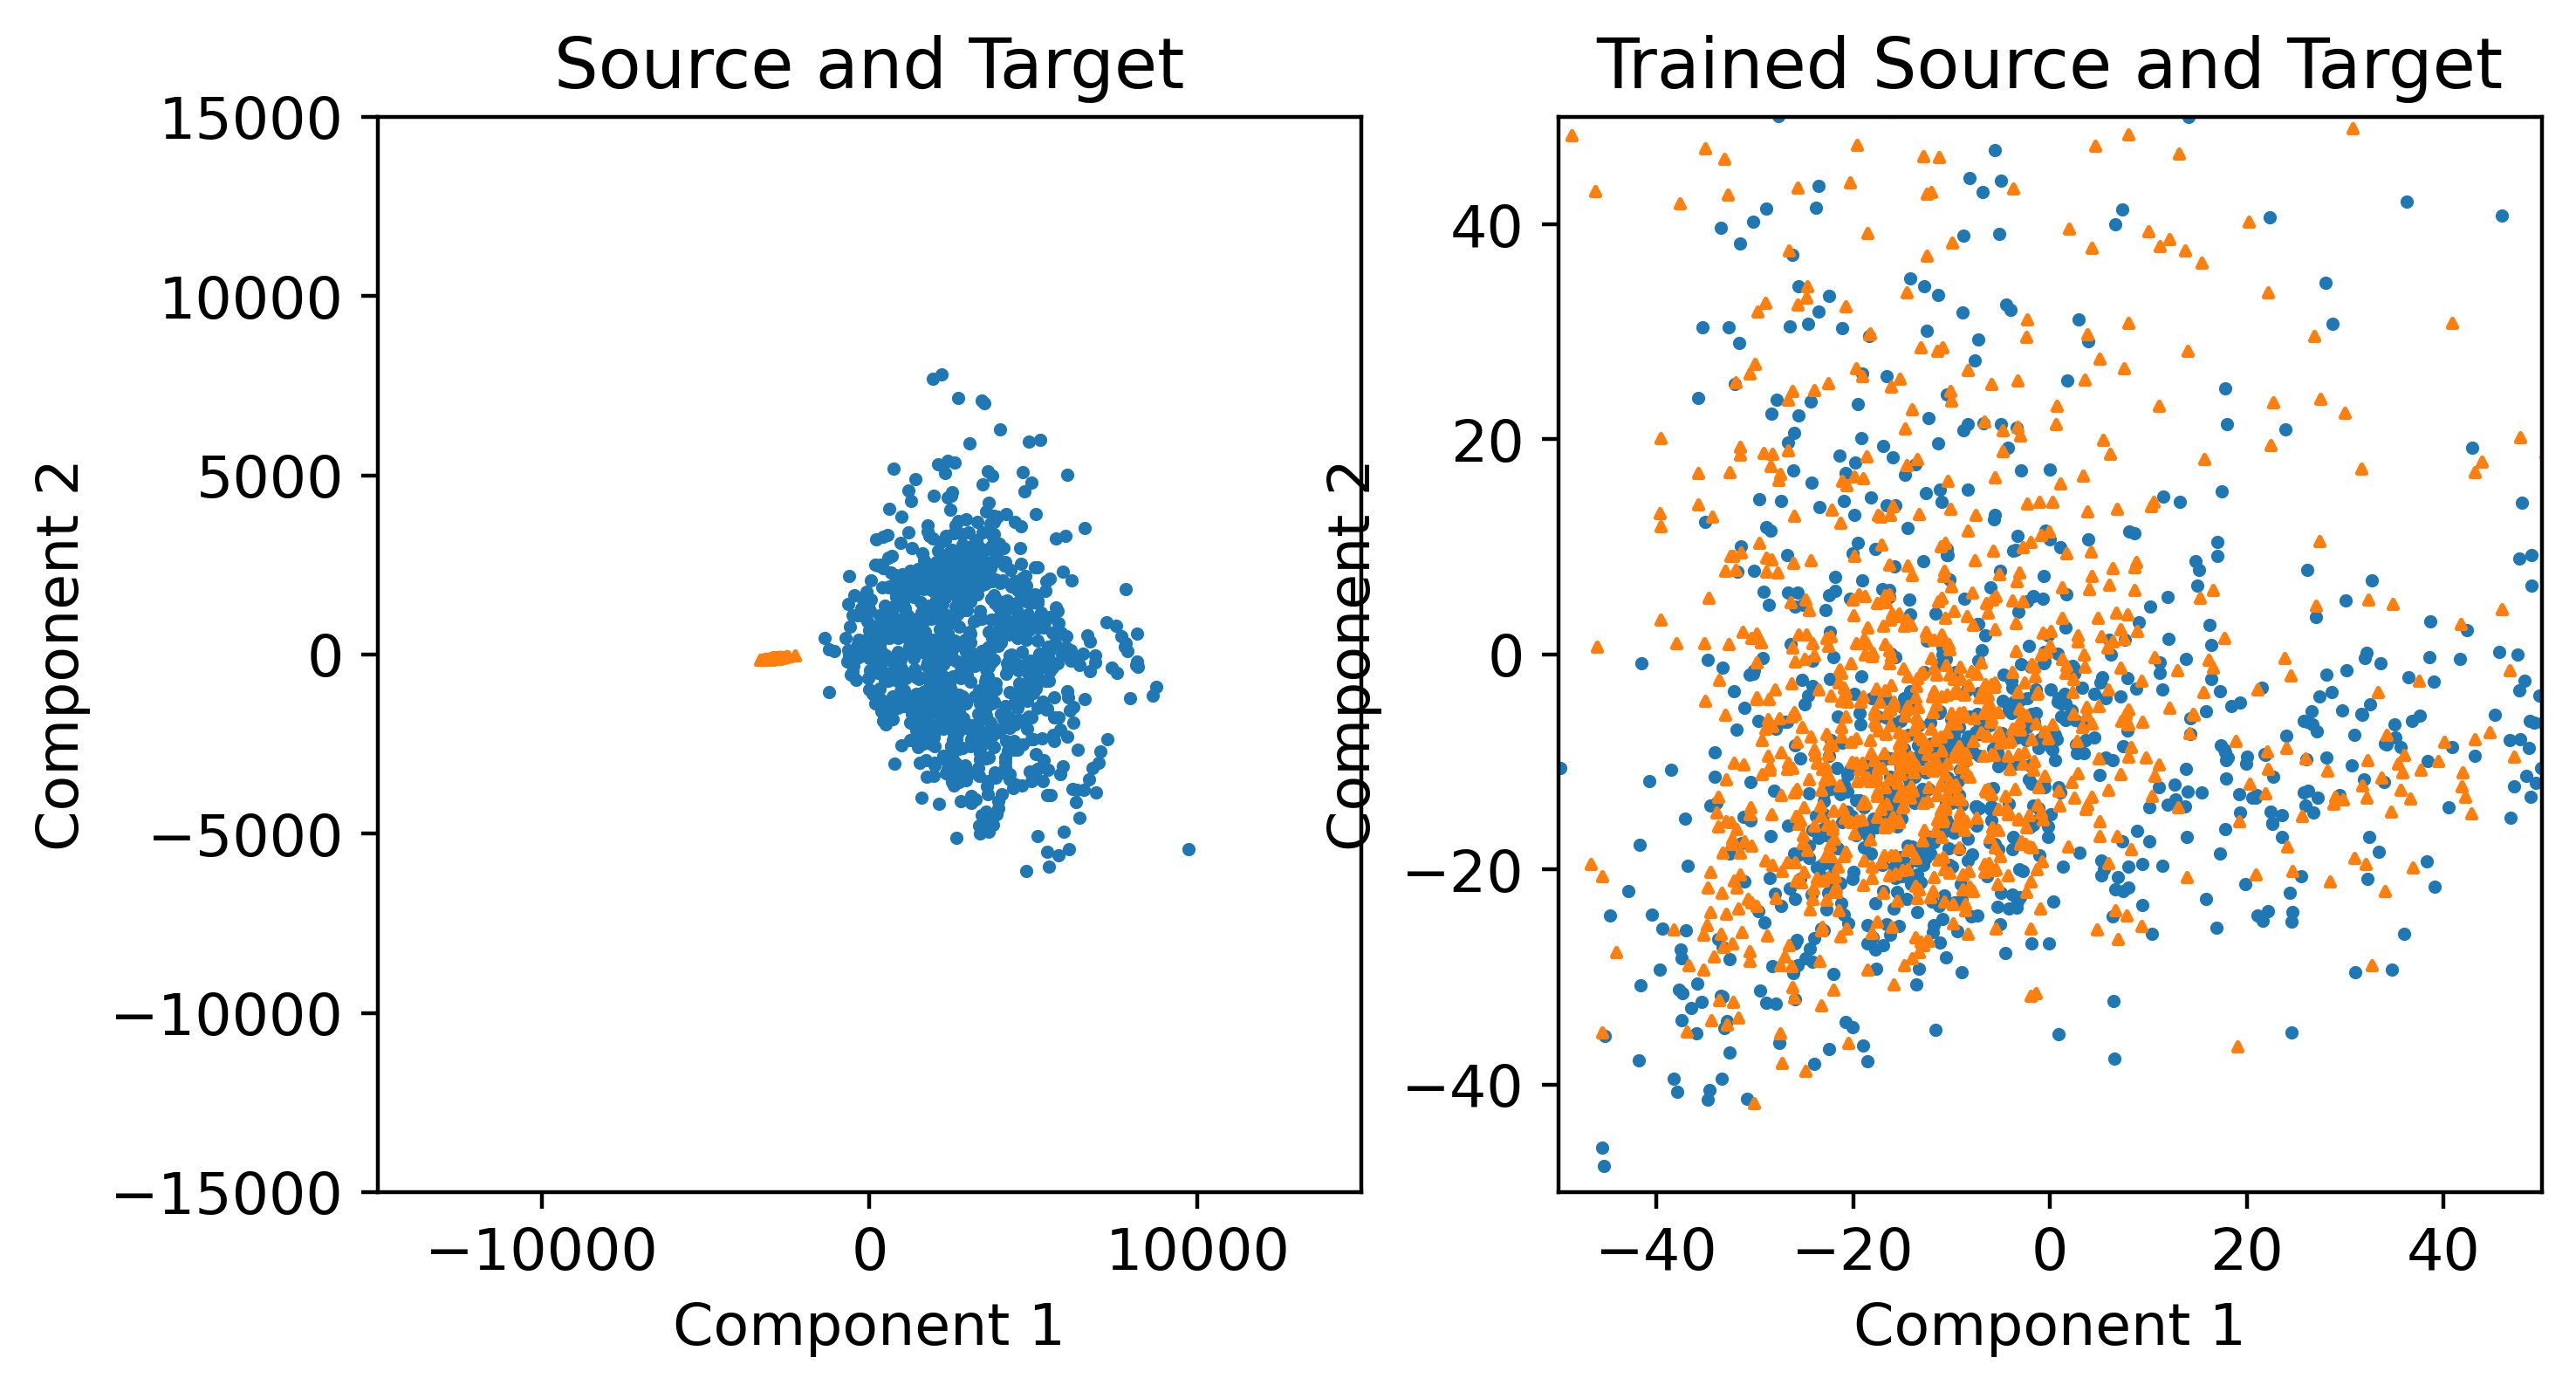 Source and Target
15000
10000
5000
0
−5000
−10000
−15000
Component 2
−10000 0 10000
Component 1
Trained Source and Target
40
20
0
−20
−40
Component 2
−40 −20 0 20 40
Component 1